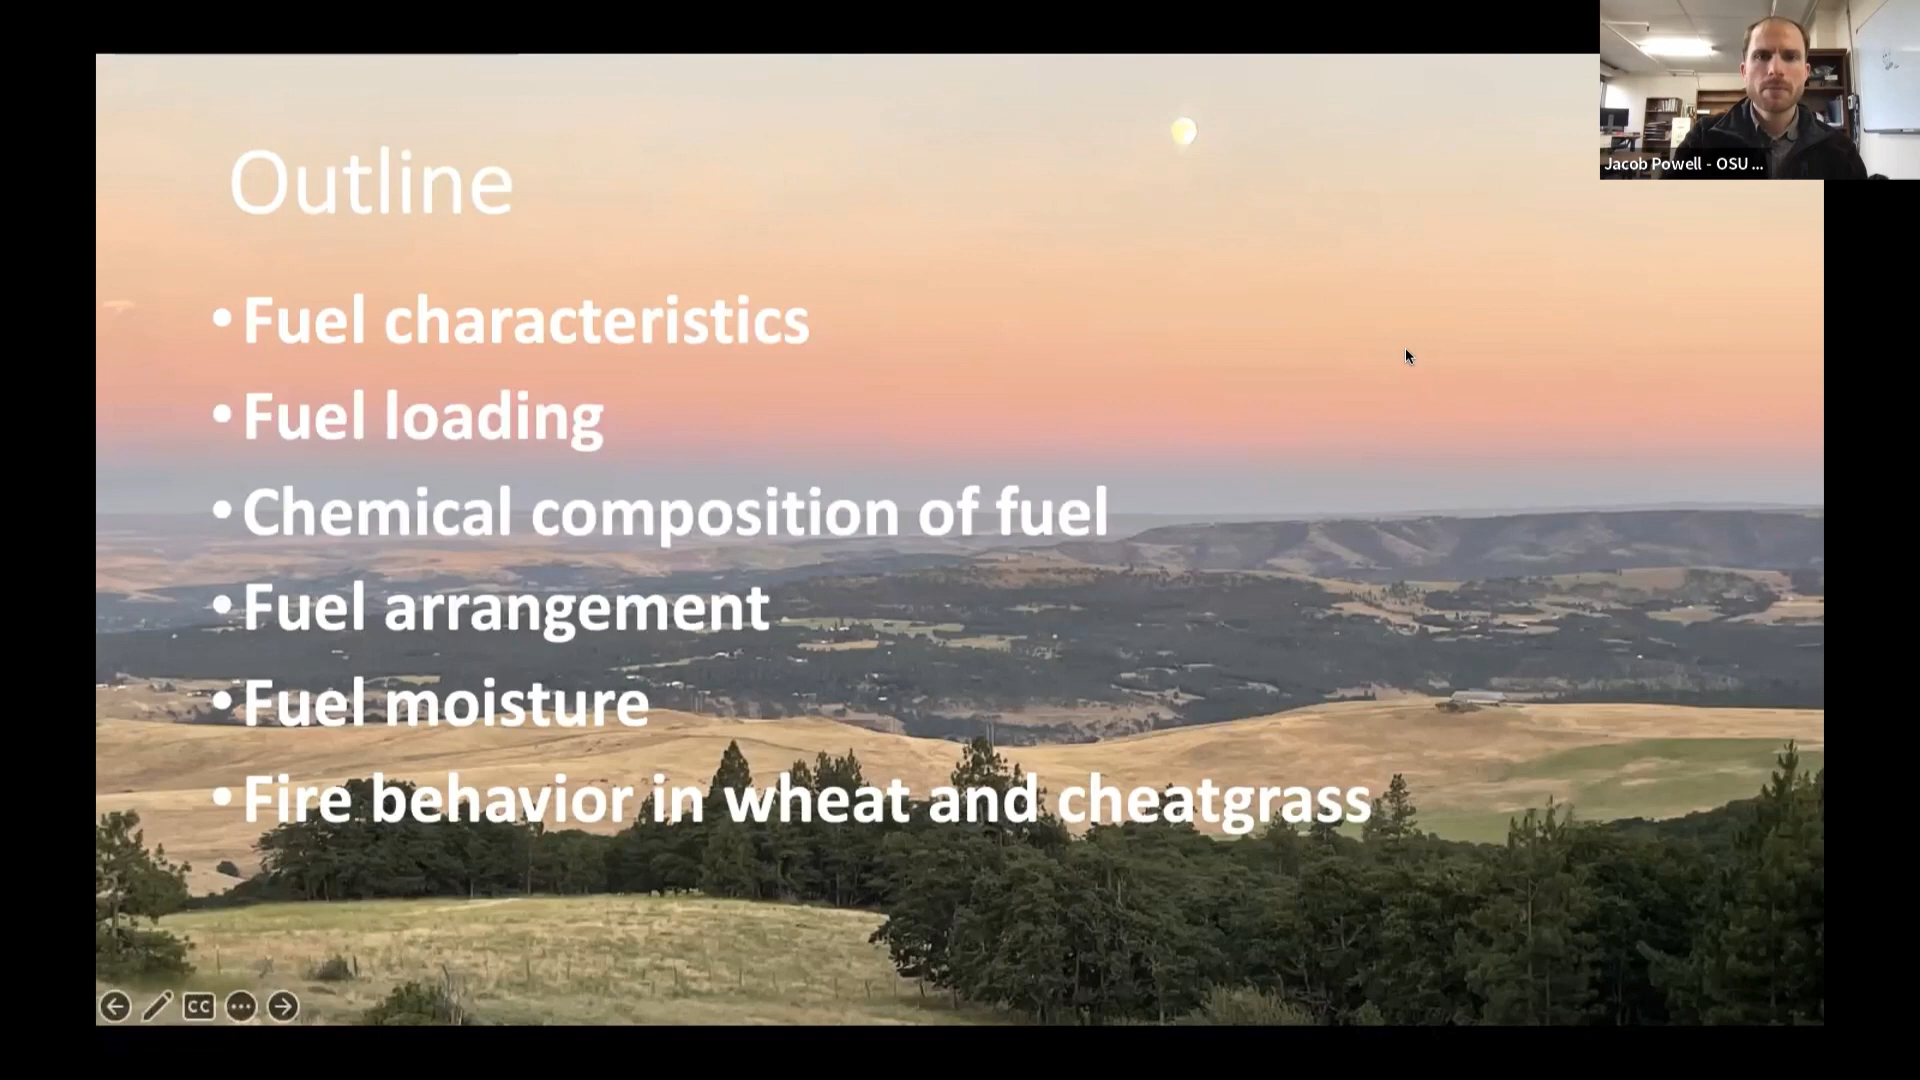 Jacob Powell - OSU ...
Outline
• Fuel characteristics
• Fuel loading
• Chemical composition of fuel
• Fuel arrangement
• Fuel moisture
• Fire behavior in wheat and cheatgrass
CC